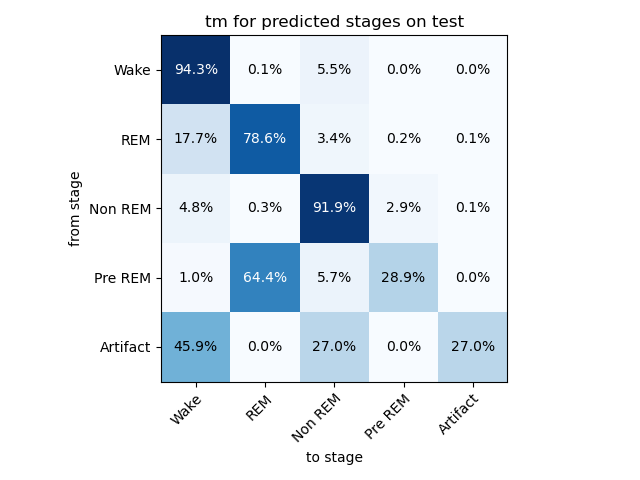 tm for predicted stages on test
Wake 94.3% 0.1% 5.5% 0.0% 0.0%
REM 17.7% 78.6% 3.4% 0.2% 0.1%
Non REM 4.8% 0.3% 91.9% 2.9% 0.1%
Pre REM 1.0% 64.4% 5.7% 28.9% 0.0%
Artifact 45.9% 0.0% 27.0% 0.0% 27.0%
from stage
Wake REM Non REM Pre REM Artifact
to stage